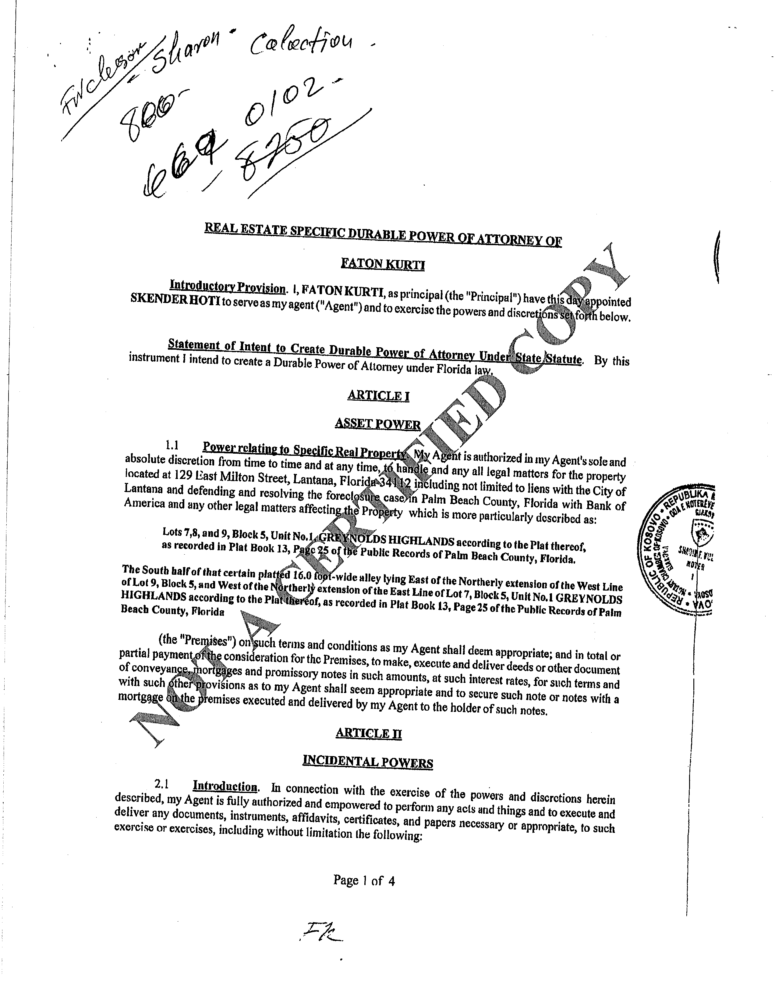 Sharon - Calection.
800-
0102-
669
- 8750
REAL ESTATE SPECIFIC DURABLE POWER OF ATTORNEY OF
FATON KURTI
Introductory Provision. I, FATON KURTI, as principal (the "Principal") have this day appointed
SKENDER HOTI to serve as my agent ("Agent") and to exercise the powers and discretions set forth below.
Statement of Intent to Create Durable Power of Attorney Under State Statute. By this
instrument I intend to create a Durable Power of Attorney under Florida law.
ARTICLE I
ASSET POWER
1.1 Power relating to Specific Real Property. My Agent is authorized in my Agent's sole and
absolute discretion from time to time and at any time, to handle and any all legal matters for the property
located at 129 East Milton Street, Lantana, Florida 34112 including not limited to liens with the City of
Lantana and defending and resolving the foreclosure case in Palm Beach County, Florida with Bank of
America and any other legal matters affecting the Property which is more particularly described as:
Lots 7,8, and 9, Block 5, Unit No.1, GREYNOLDS HIGHLANDS according to the Plat thereof,
as recorded in Plat Book 13, Page 25 of the Public Records of Palm Beach County, Florida.
The South half of that certain platted 16.0 foot-wide alley lying East of the Northerly extension of the West Line
of Lot 9, Block 5, and West of the Northerly extension of the East Line of Lot 7, Block 5, Unit No.1 GREYNOLDS
HIGHLANDS according to the Plat thereof, as recorded in Plat Book 13, Page 25 of the Public Records of Palm
Beach County, Florida
(the "Premises") on such terms and conditions as my Agent shall deem appropriate; and in total or
partial payment of the consideration for the Premises, to make, execute and deliver deeds or other document
of conveyance, mortgages and promissory notes in such amounts, at such interest rates, for such terms and
with such other provisions as to my Agent shall seem appropriate and to secure such note or notes with a
mortgage on the premises executed and delivered by my Agent to the holder of such notes.
ARTICLE II
INCIDENTAL POWERS
2.1 Introduction. In connection with the exercise of the powers and discretions herein
described, my Agent is fully authorized and empowered to perform any acts and things and to execute and
deliver any documents, instruments, affidavits, certificates, and papers necessary or appropriate, to such
exercise or exercises, including without limitation the following:
Page 1 of 4
FK
NOT A CERTIFIED COPY
REPUBLIC OF KOSOVO • REPUBLIKA
NOTARY CHAMBER OF KOSOVO • ODA E NOTERËVE
NOTER